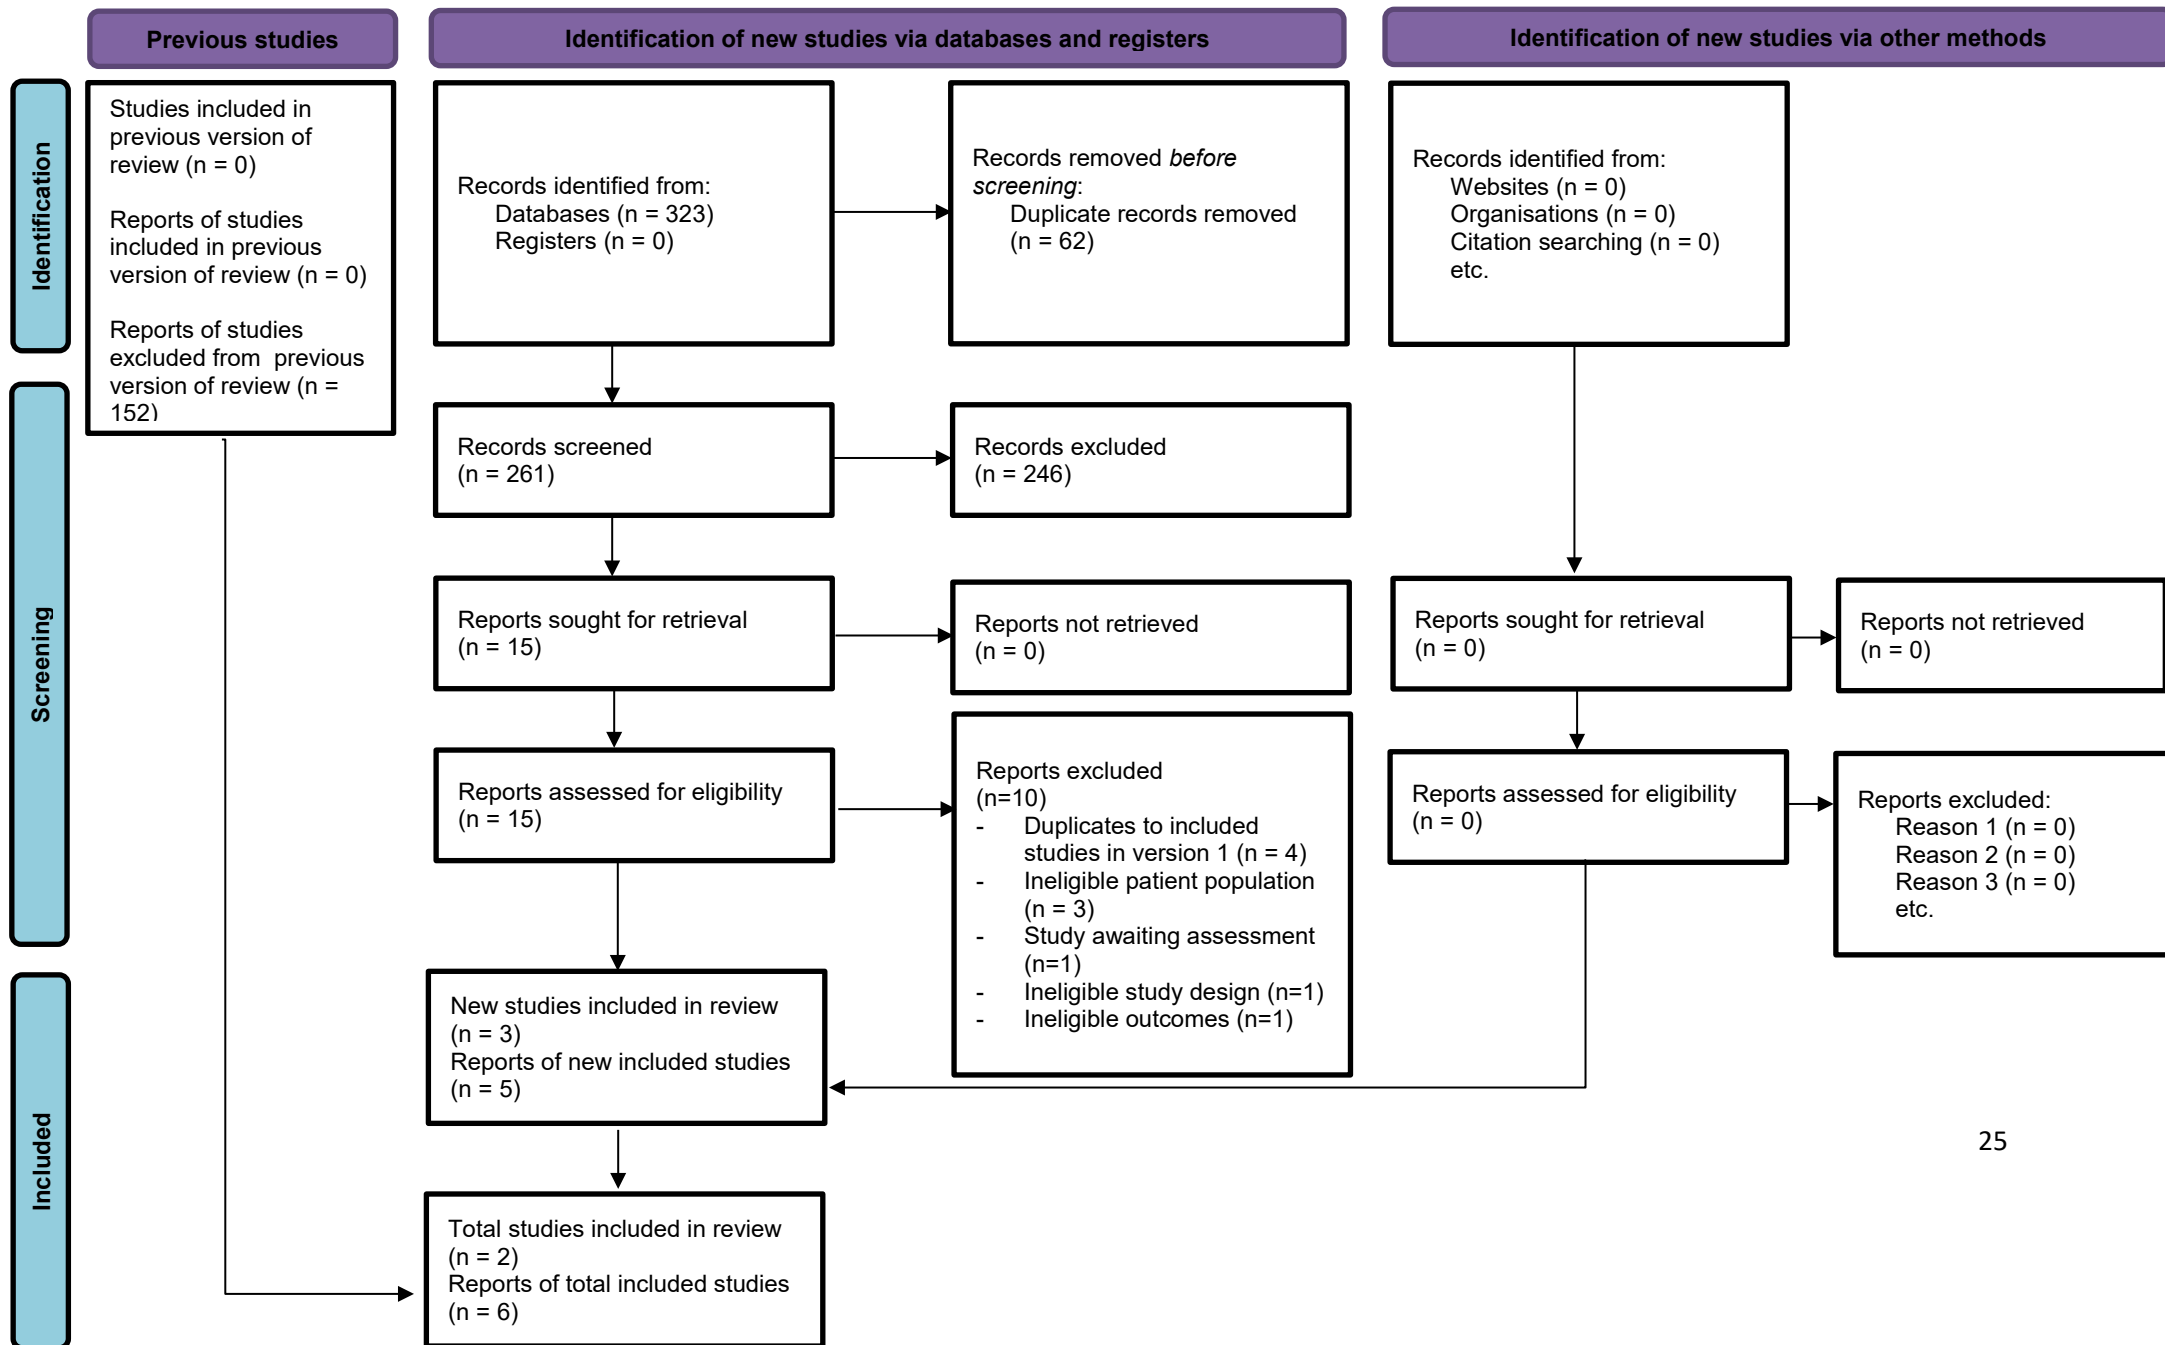 Previous studies
Identification of new studies via databases and registers
Identification of new studies via other methods
Identification
Studies included in
previous version of
review (n = 0)
Reports of studies
included in previous
version of review (n = 0)
Reports of studies
excluded from  previous
version of review (n =
152)
Records identified from:
Databases (n = 323)
Registers (n = 0)
Records removed before
screening:
Duplicate records removed
(n = 62)
Records identified from:
Websites (n = 0)
Organisations (n = 0)
Citation searching (n = 0)
etc.
Screening
Records screened
(n = 261)
Records excluded
(n = 246)
Reports sought for retrieval
(n = 15)
Reports not retrieved
(n = 0)
Reports sought for retrieval
(n = 0)
Reports not retrieved
(n = 0)
Reports assessed for eligibility
(n = 15)
Reports excluded
(n=10)
- Duplicates to included
studies in version 1 (n = 4)
- Ineligible patient population
(n = 3)
- Study awaiting assessment
(n=1)
- Ineligible study design (n=1)
- Ineligible outcomes (n=1)
Reports assessed for eligibility
(n = 0)
Reports excluded:
Reason 1 (n = 0)
Reason 2 (n = 0)
Reason 3 (n = 0)
etc.
Included
New studies included in review
(n = 3)
Reports of new included studies
(n = 5)
Total studies included in review
(n = 2)
Reports of total included studies
(n = 6)
25